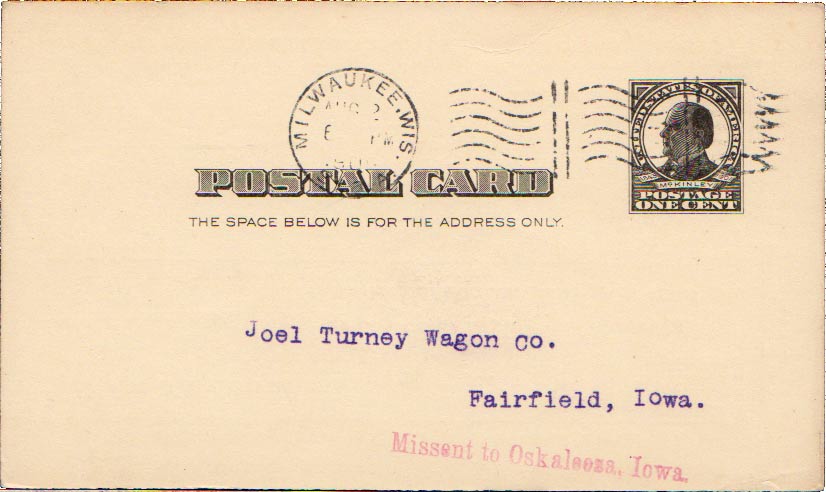 MILWAUKEE, WIS.
AUG 2
6 PM
UNITED STATES OF AMERICA
McKINLEY
POSTAGE
ONE CENT
POSTAL CARD
THE SPACE BELOW IS FOR THE ADDRESS ONLY.
Joel Turney Wagon Co.
Fairfield, Iowa.
Missent to Oskaloosa, Iowa.